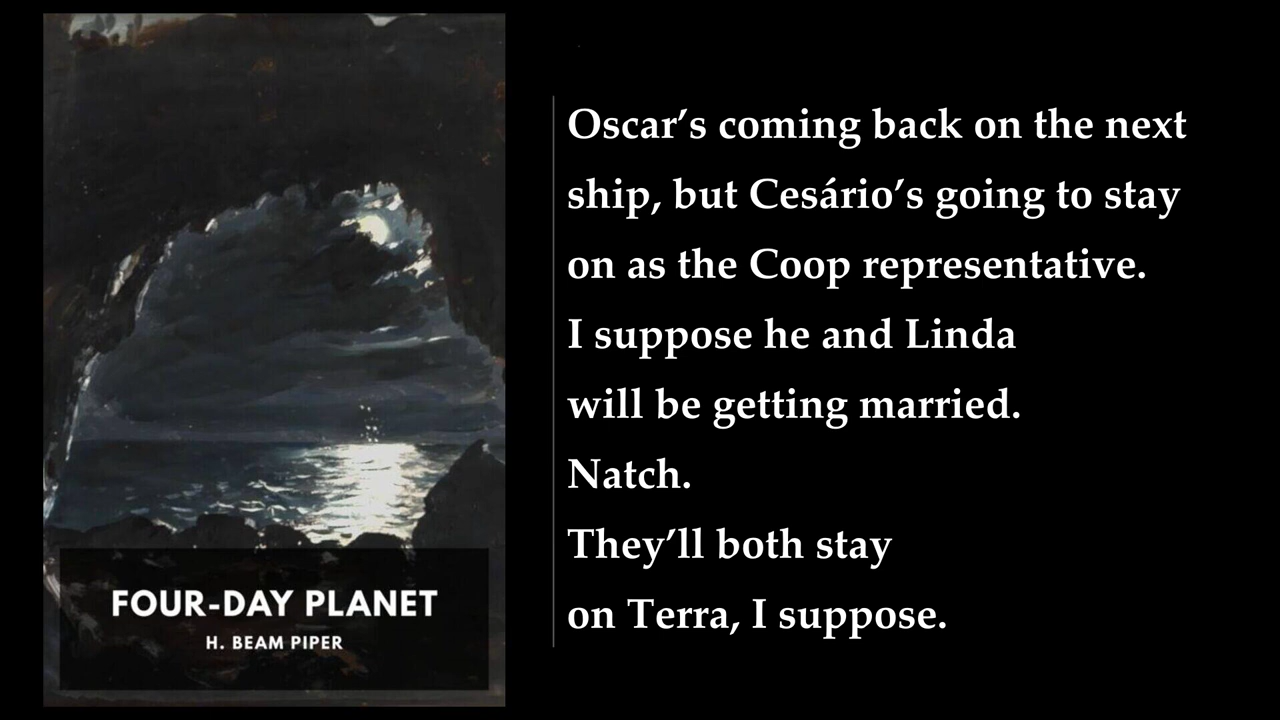 FOUR-DAY PLANET
H. BEAM PIPER
Oscar’s coming back on the next
ship, but Cesário’s going to stay
on as the Coop representative.
I suppose he and Linda
will be getting married.
Natch.
They’ll both stay
on Terra, I suppose.